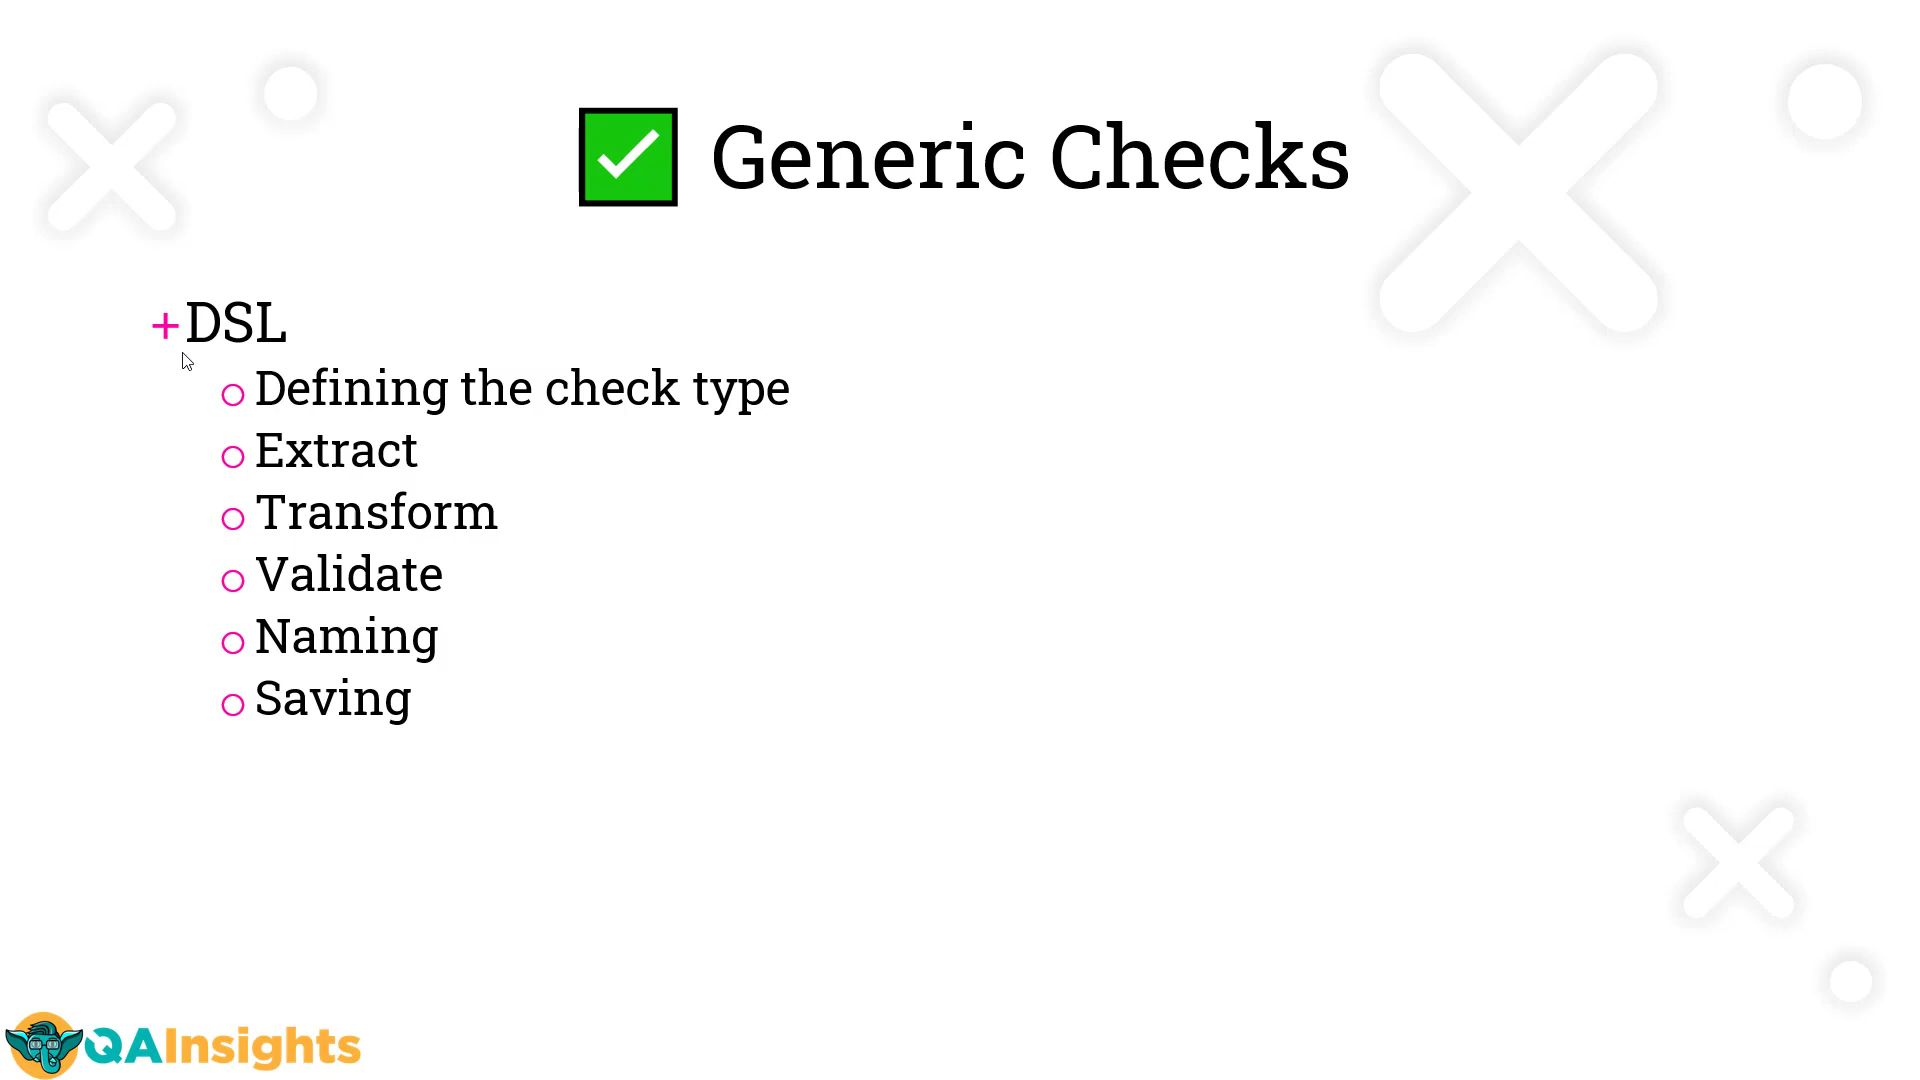 Generic Checks
+DSL
Defining the check type
Extract
Transform
Validate
Naming
Saving
QAInsights